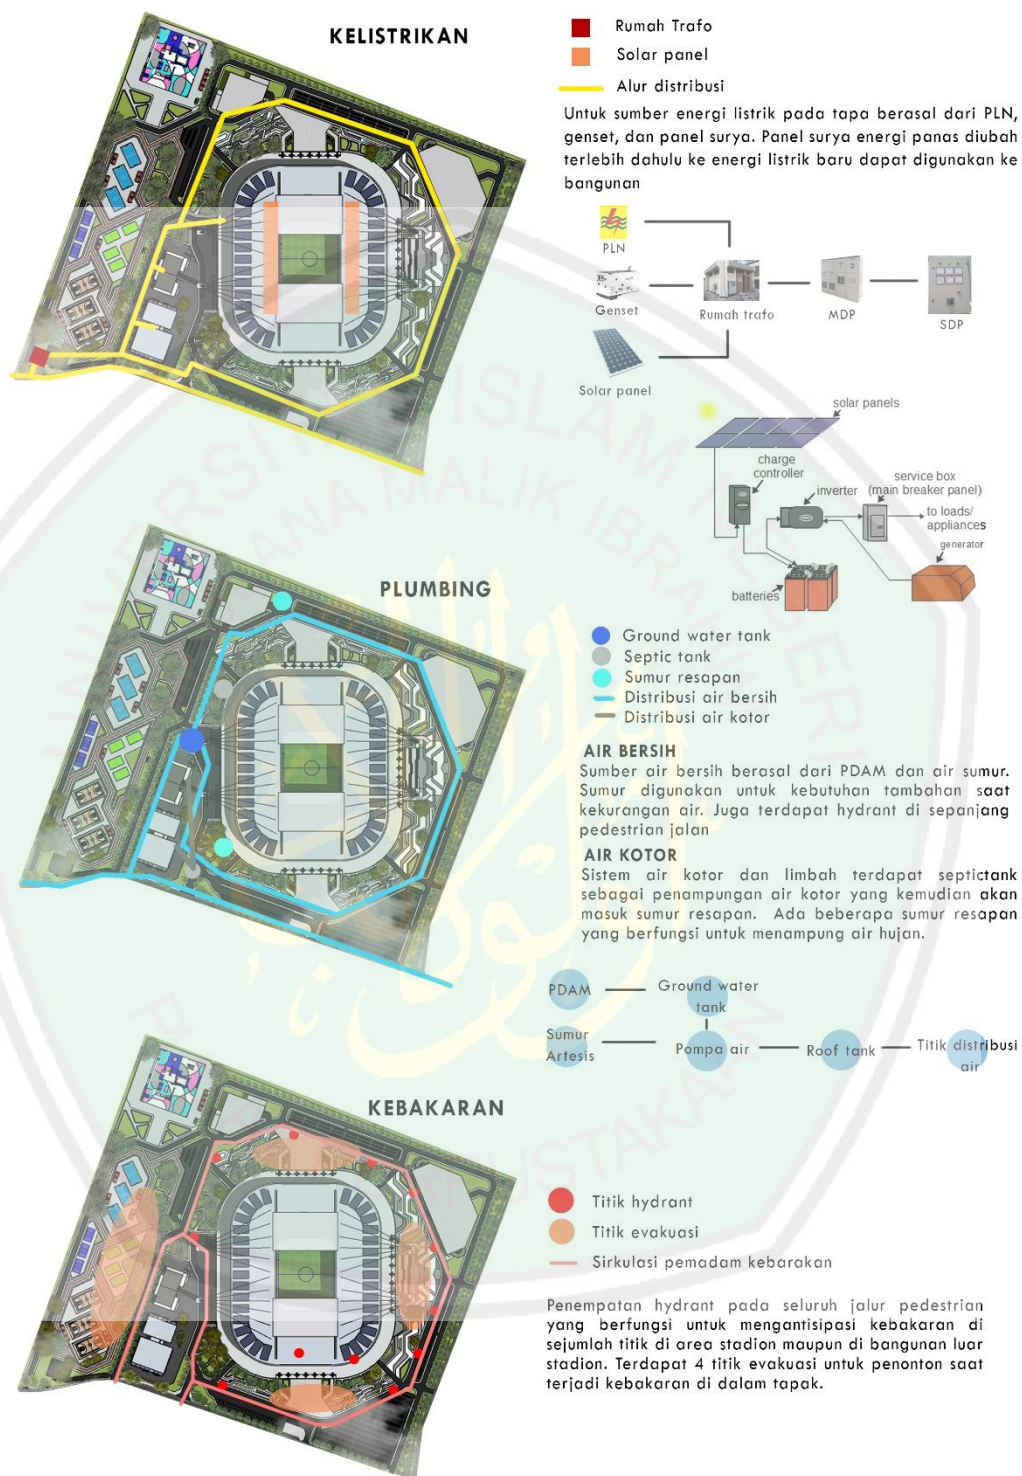 KELISTRIKAN
Rumah Trafo
Solar panel
Alur distribusi
Untuk sumber energi listrik pada tapa berasal dari PLN,
genset, dan panel surya. Panel surya energi panas diubah
terlebih dahulu ke energi listrik baru dapat digunakan ke
bangunan
PLN
Genset
Rumah trafo
MDP
SDP
Solar panel
solar panels
charge
controller
inverter
service box
(main breaker panel)
to loads/
appliances
generator
batteries
PLUMBING
Ground water tank
Septic tank
Sumur resapan
Distribusi air bersih
Distribusi air kotor
AIR BERSIH
Sumber air bersih berasal dari PDAM dan air sumur.
Sumur digunakan untuk kebutuhan tambahan saat
kekurangan air. Juga terdapat hydrant di sepanjang
pedestrian jalan
AIR KOTOR
Sistem air kotor dan limbah terdapat septictank
sebagai penampungan air kotor yang kemudian akan
masuk sumur resapan. Ada beberapa sumur resapan
yang berfungsi untuk menampung air hujan.
PDAM
Ground water
tank
Sumur
Artesis
Pompa air
Roof tank
Titik distribusi
air
KEBAKARAN
Titik hydrant
Titik evakuasi
Sirkulasi pemadam kebarakan
Penempatan hydrant pada seluruh jalur pedestrian
yang berfungsi untuk mengantisipasi kebakaran di
sejumlah titik di area stadion maupun di bangunan luar
stadion. Terdapat 4 titik evakuasi untuk penonton saat
terjadi kebakaran di dalam tapak.